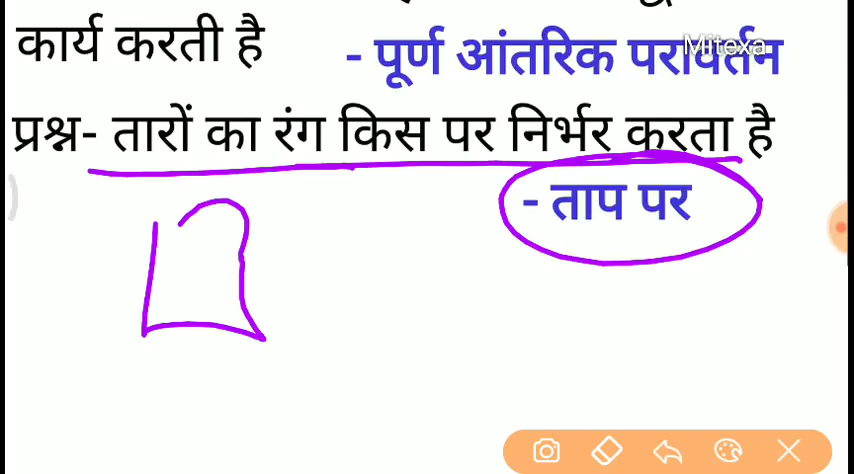 कार्य करती है
- पूर्ण आंतरिक परावर्तन
Mitexa
प्रश्न- तारों का रंग किस पर निर्भर करता है
- ताप पर